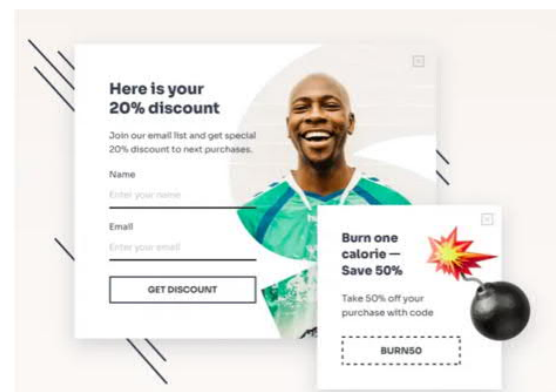 Here is your
20% discount
Join our email list and get special
20% discount to next purchases.
Name
Enter your name
Email
Enter your email
GET DISCOUNT
Burn one
calorie —
Save 50%
Take 50% off your
purchase with code
BURN50